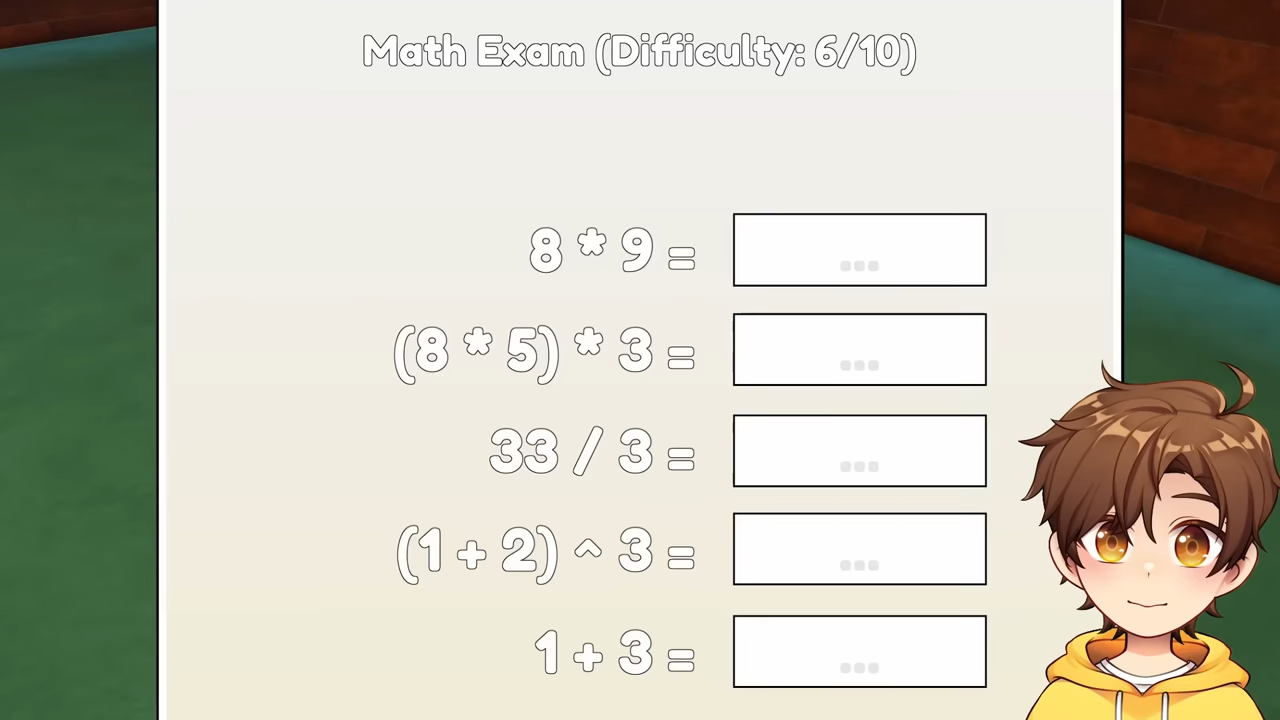 Math Exam (Difficulty: 6/10)
8 * 9 = ...
(8 * 5) * 3 = ...
33 / 3 = ...
(1 + 2) ^ 3 = ...
1 + 3 = ...